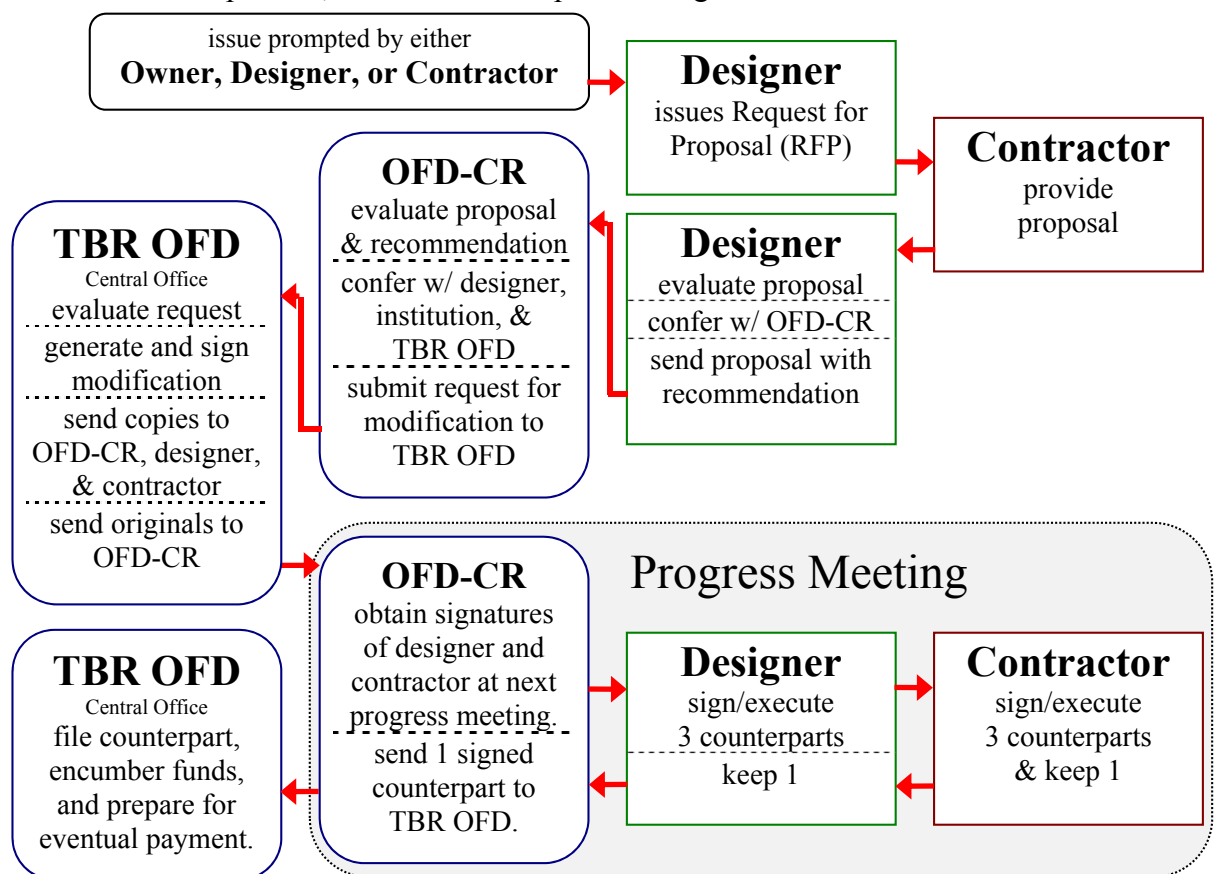 issue prompted by either
Owner, Designer, or Contractor
Designer
issues Request for
Proposal (RFP)
Contractor
provide
proposal
Designer
evaluate proposal
confer w/ OFD-CR
send proposal with
recommendation
OFD-CR
evaluate proposal
& recommendation
confer w/ designer,
institution, &
TBR OFD
submit request for
modification to
TBR OFD
TBR OFD
Central Office
evaluate request
generate and sign
modification
send copies to
OFD-CR, designer,
& contractor
send originals to
OFD-CR
Progress Meeting
OFD-CR
obtain signatures
of designer and
contractor at next
progress meeting.
send 1 signed
counterpart to
TBR OFD.
Designer
sign/execute
3 counterparts
keep 1
Contractor
sign/execute
3 counterparts
& keep 1
TBR OFD
Central Office
file counterpart,
encumber funds,
and prepare for
eventual payment.